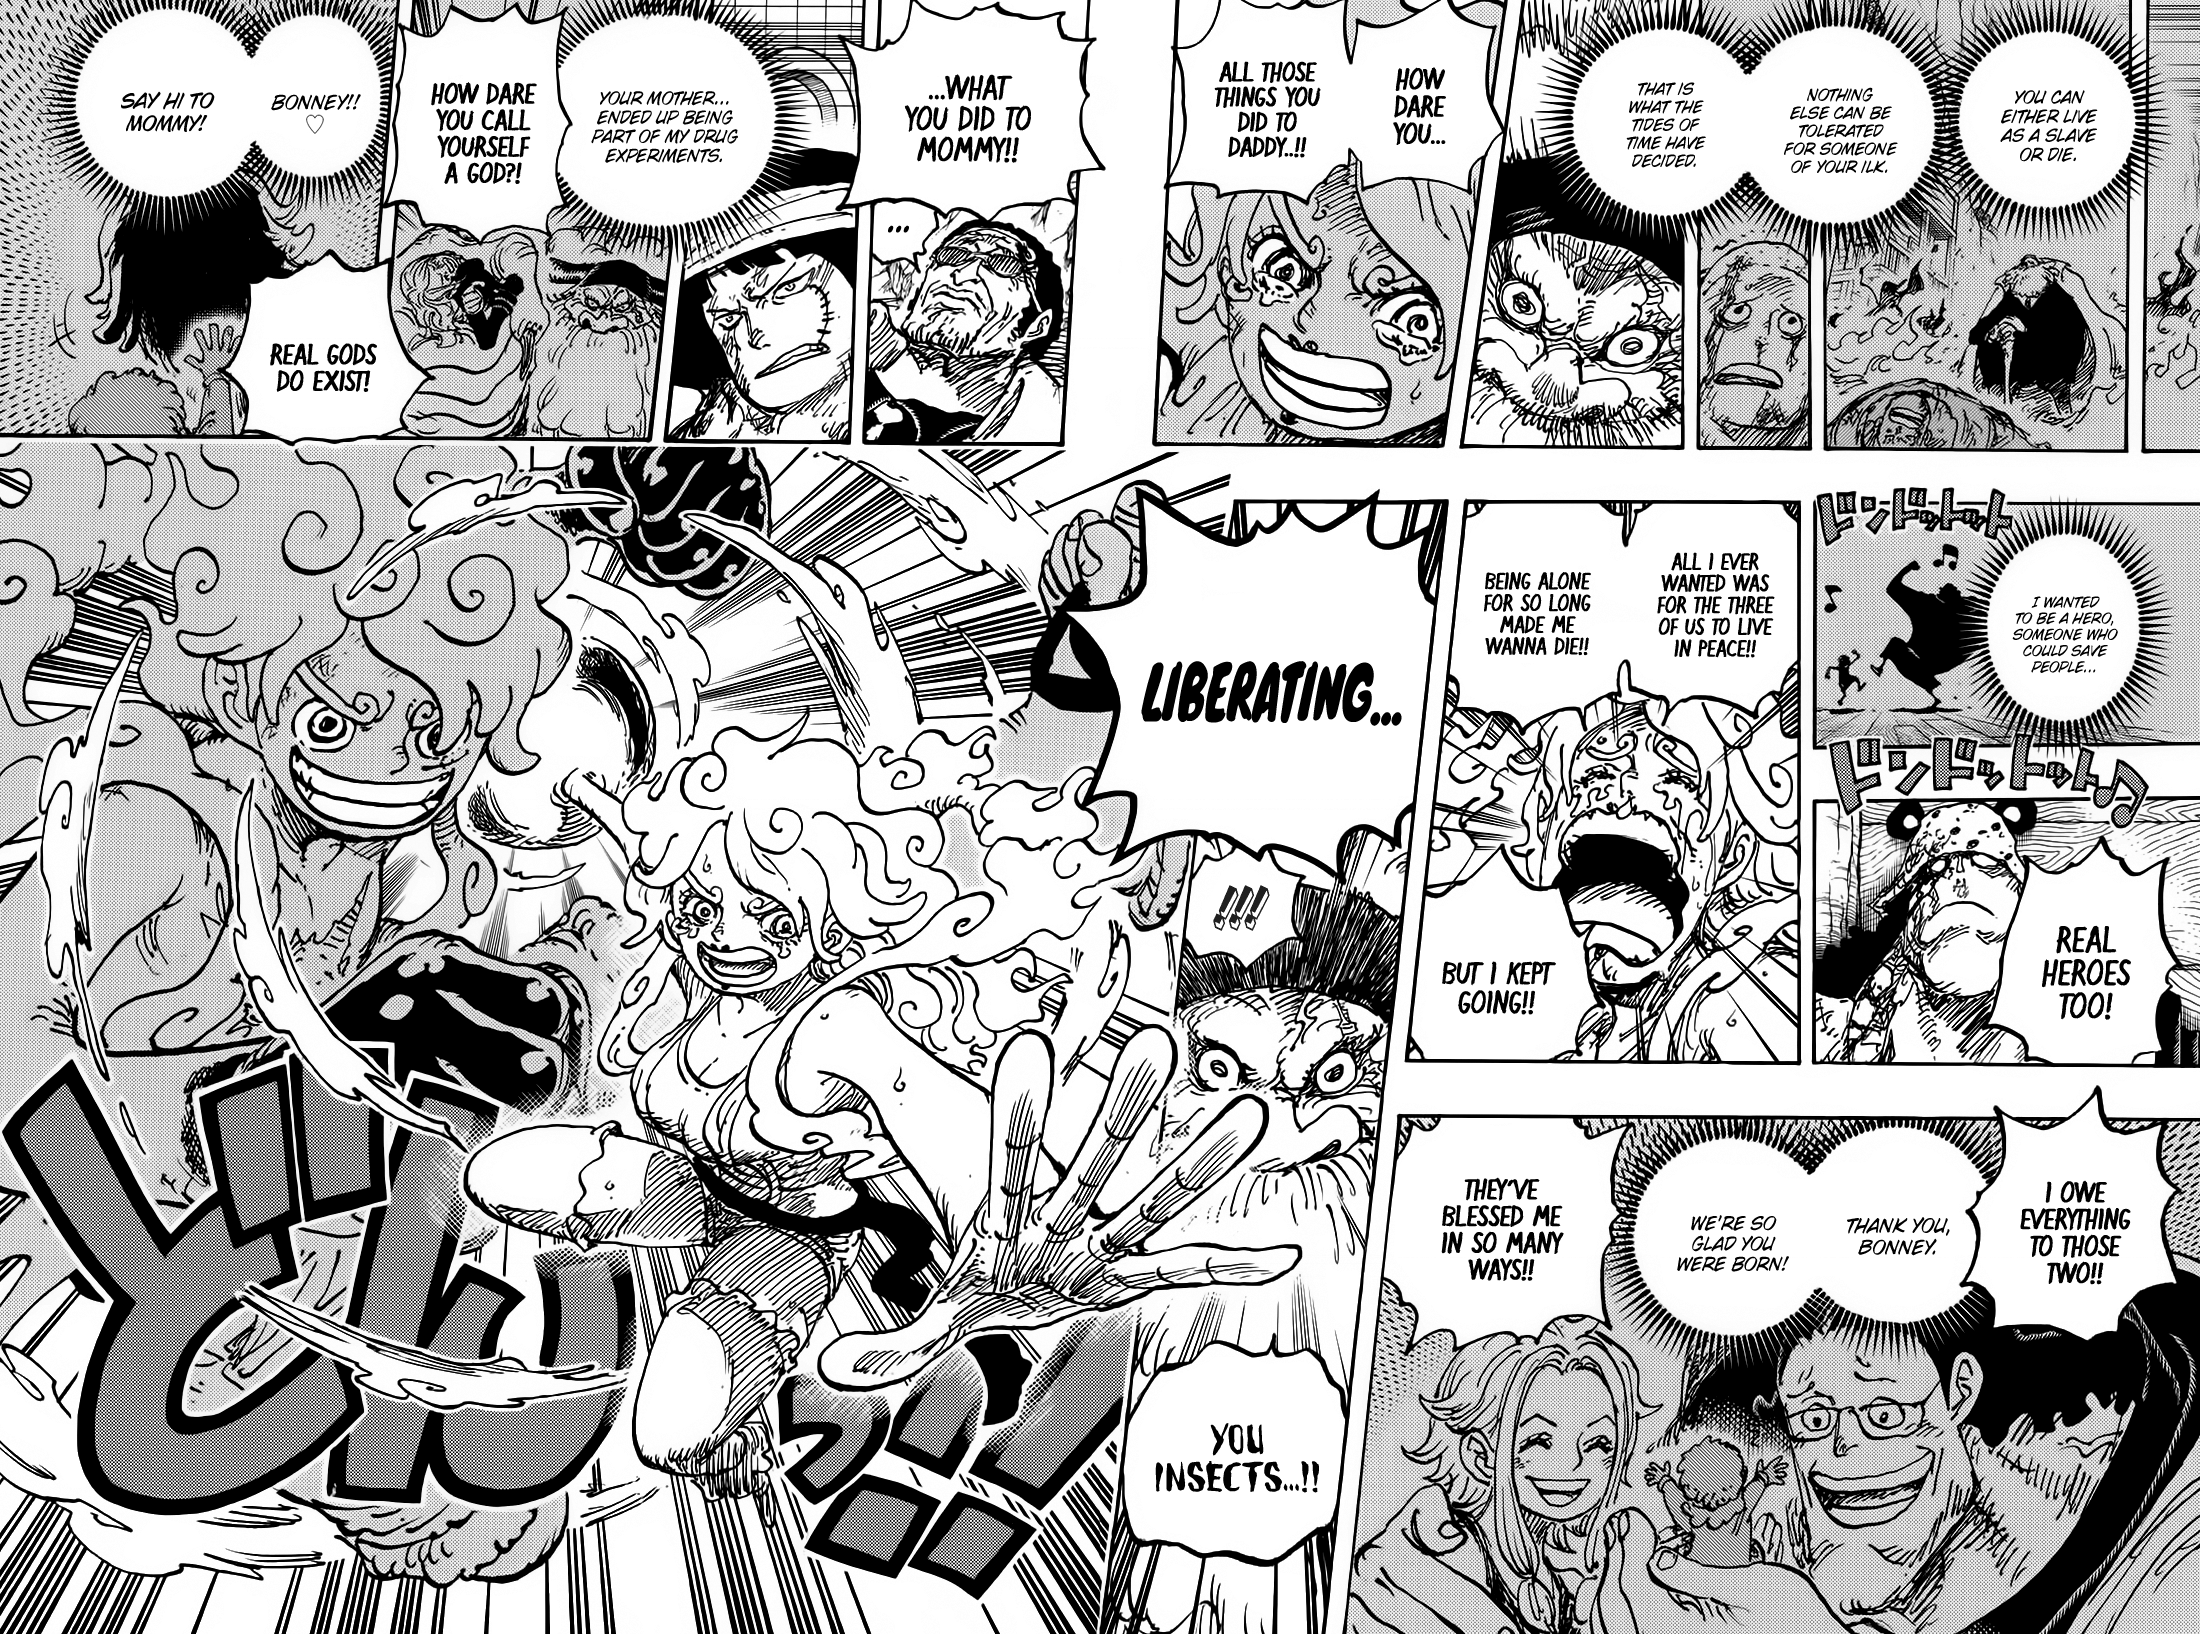 YOU CAN
EITHER LIVE
AS A SLAVE
OR DIE.
NOTHING
ELSE CAN BE
TOLERATED
FOR SOMEONE
OF YOUR ILK.
THAT IS
WHAT THE
TIDES OF
TIME HAVE
DECIDED.
HOW
DARE
YOU...
ALL THOSE
THINGS YOU
DID TO
DADDY..!!
...WHAT
YOU DID TO
MOMMY!!
...
YOUR MOTHER...
ENDED UP BEING
PART OF MY DRUG
EXPERIMENTS.
HOW DARE
YOU CALL
YOURSELF
A GOD?!
BONNEY!!
♡
SAY HI TO
MOMMY!
REAL GODS
DO EXIST!
ドンドットット
I WANTED
TO BE A HERO,
SOMEONE WHO
COULD SAVE
PEOPLE...
ドンドットット♫
REAL
HEROES
TOO!
ALL I EVER
WANTED WAS
FOR THE THREE
OF US TO LIVE
IN PEACE!!
BEING ALONE
FOR SO LONG
MADE ME
WANNA DIE!!
BUT I KEPT
GOING!!
I OWE
EVERYTHING
TO THOSE
TWO!!
THANK YOU,
BONNEY.
WE'RE SO
GLAD YOU
WERE BORN!
THEY'VE
BLESSED ME
IN SO MANY
WAYS!!
LIBERATING...
!!!
YOU
INSECTS...!!
どんっ!!